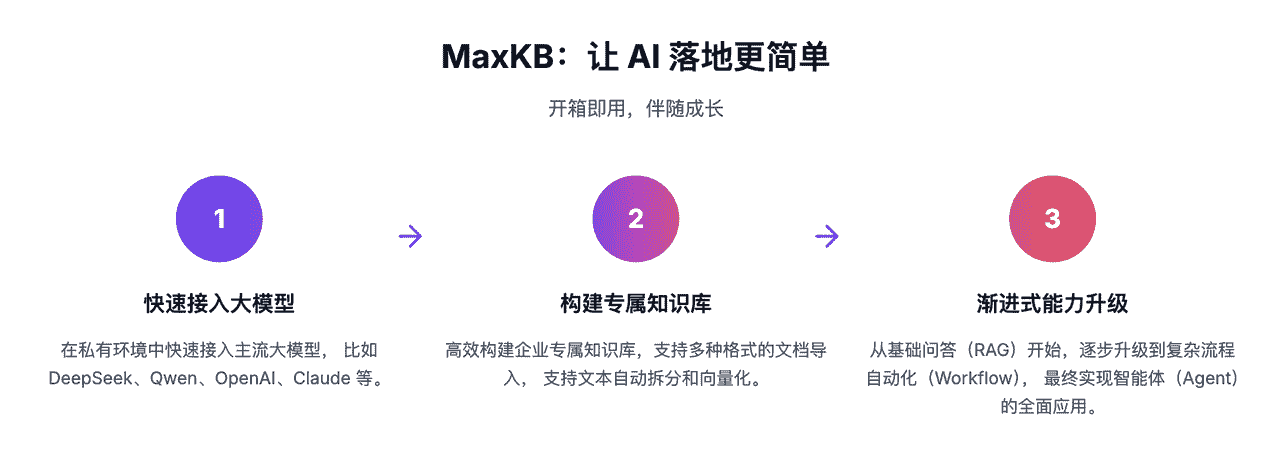 MaxKB：让 AI 落地更简单
开箱即用，伴随成长
1
2
3
快速接入大模型
在私有环境中快速接入主流大模型， 比如
DeepSeek、Qwen、OpenAI、Claude 等。
构建专属知识库
高效构建企业专属知识库，支持多种格式的文档导
入， 支持文本自动拆分和向量化。
渐进式能力升级
从基础问答（RAG）开始，逐步升级到复杂流程
自动化（Workflow）， 最终实现智能体（Agent）
的全面应用。